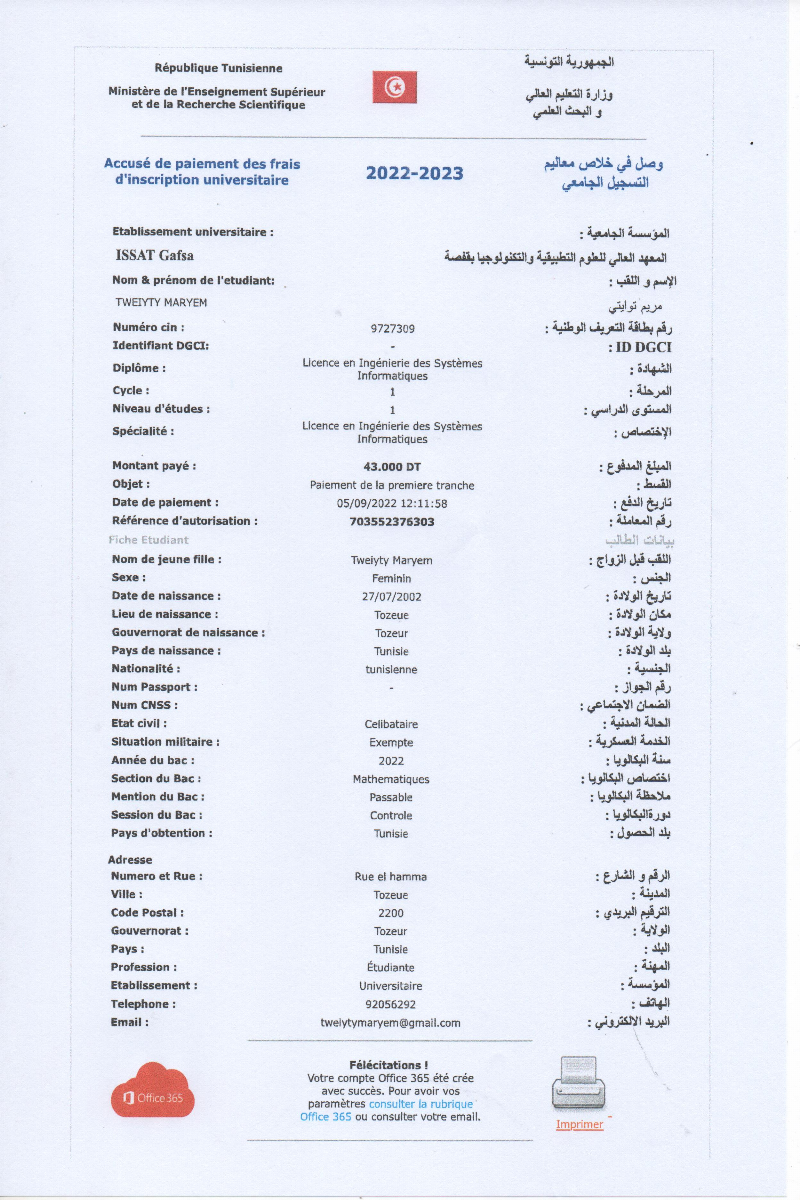 République Tunisienne
الجمهورية التونسية
Ministère de l'Enseignement Supérieur
et de la Recherche Scientifique
وزارة التعليم العالي
و البحث العلمي
Accusé de paiement des frais
d'inscription universitaire
2022-2023
وصل في خلاص معاليم
التسجيل الجامعي
Etablissement universitaire : المؤسسة الجامعية :
ISSAT Gafsa المعهد العالي للعلوم التطبيقية والتكنولوجيا بقفصة
Nom & prénom de l'etudiant: الإسم و اللقب :
TWEIYTY MARYEM مريم توايتي
Numéro cin : 9727309 رقم بطاقة التعريف الوطنية :
Identifiant DGCI: - ID DGCI :
Diplôme : Licence en Ingénierie des Systèmes
Informatiques الشهادة :
Cycle : 1 المرحلة :
Niveau d'études : 1 المستوى الدراسي :
Spécialité : Licence en Ingénierie des Systèmes
Informatiques الإختصاص :
Montant payé : 43.000 DT المبلغ المدفوع :
Objet : Paiement de la premiere tranche القسط :
Date de paiement : 05/09/2022 12:11:58 تاريخ الدفع :
Référence d'autorisation : 703552376303 رقم المعاملة :
Fiche Etudiant بيانات الطالب
Nom de jeune fille : Tweiyty Maryem اللقب قبل الزواج :
Sexe : Feminin الجنس :
Date de naissance : 27/07/2002 تاريخ الولادة :
Lieu de naissance : Tozeue مكان الولادة :
Gouvernorat de naissance : Tozeur ولاية الولادة :
Pays de naissance : Tunisie بلد الولادة :
Nationalité : tunisienne الجنسية :
Num Passport : - رقم الجواز :
Num CNSS : الضمان الاجتماعي :
Etat civil : Celibataire الحالة المدنية :
Situation militaire : Exempte الخدمة العسكرية :
Année du bac : 2022 سنة البكالويا :
Section du Bac : Mathematiques اختصاص البكالويا :
Mention du Bac : Passable ملاحظة البكالويا :
Session du Bac : Controle دورةالبكالويا :
Pays d'obtention : Tunisie بلد الحصول :
Adresse
Numero et Rue : Rue el hamma الرقم و الشارع :
Ville : Tozeue المدينة :
Code Postal : 2200 الترقيم البريدي :
Gouvernorat : Tozeur الولاية :
Pays : Tunisie البلد :
Profession : Étudiante المهنة :
Etablissement : Universitaire المؤسسة :
Telephone : 92056292 الهاتف :
Email : tweiytymaryem@gmail.com البريد الالكتروني :
Office 365
Félécitations !
Votre compte Office 365 été crée
avec succès. Pour avoir vos
paramètres consulter la rubrique
Office 365 ou consulter votre email.
Imprimer